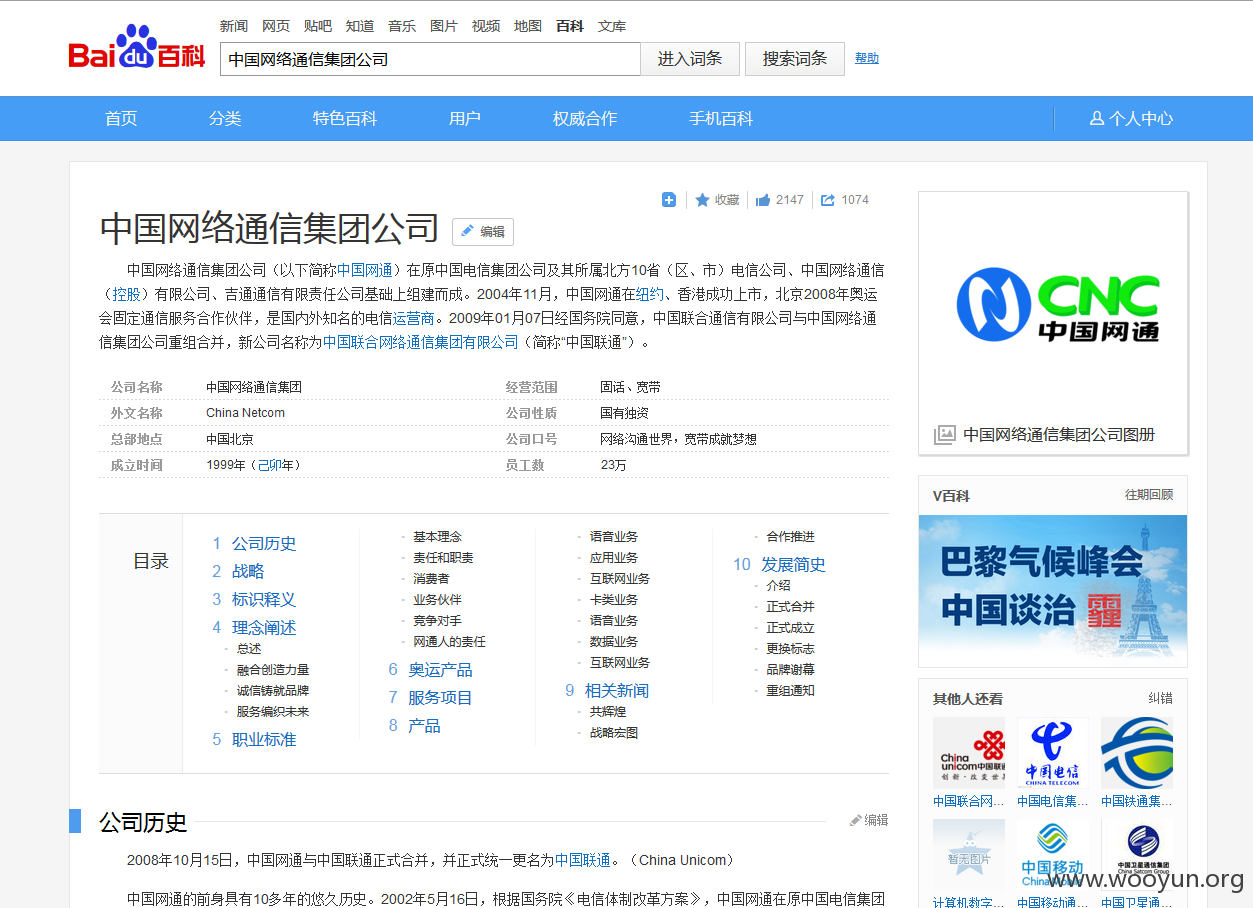 新闻 网页 贴吧 知道 音乐 图片 视频 地图 百科 文库
Bai du 百科
中国网络通信集团公司 进入词条 搜索词条 帮助
首页 分类 特色百科 用户 权威合作 手机百科 个人中心
收藏 2147 1074
中国网络通信集团公司 编辑
中国网络通信集团公司（以下简称中国网通）在原中国电信集团公司及其所属北方10省（区、市）电信公司、中国网络通信
（控股）有限公司、吉通通信有限责任公司基础上组建而成。2004年11月，中国网通在纽约、香港成功上市，北京2008年奥运
会固定通信服务合作伙伴，是国内外知名的电信运营商。2009年01月07日经国务院同意，中国联合通信有限公司与中国网络通
信集团公司重组合并，新公司名称为中国联合网络通信集团有限公司（简称“中国联通”）。
公司名称 中国网络通信集团 经营范围 固话、宽带
外文名称 China Netcom 公司性质 国有独资
总部地点 中国北京 公司口号 网络沟通世界，宽带成就梦想
成立时间 1999年（己卯年） 员工数 23万
目录
1 公司历史
2 战略
3 标识释义
4 理念阐述
- 总述
- 融合创造力量
- 诚信铸就品牌
- 服务编织未来
5 职业标准
- 基本理念
- 责任和职责
- 消费者
- 业务伙伴
- 竞争对手
- 网通人的责任
6 奥运产品
7 服务项目
8 产品
- 语音业务
- 应用业务
- 互联网业务
- 卡类业务
- 语音业务
- 数据业务
- 互联网业务
9 相关新闻
- 共辉煌
- 战略宏图
- 合作推进
10 发展简史
- 介绍
- 正式合并
- 正式成立
- 更换标志
- 品牌谢幕
- 重组通知
公司历史 编辑
2008年10月15日，中国网通与中国联通正式合并，并正式统一更名为中国联通。（China Unicom）
中国网通的前身具有10多年的悠久历史。2002年5月16日，根据国务院《电信体制改革方案》，中国网通在原中国电信集团
CNC
中国网通
中国网络通信集团公司图册
V百科 往期回顾
巴黎气候峰会
中国谈治霾
其他人还看 纠错
China
unicom中国联通
创新·改变世界
中国电信
CHINA TELECOM
中国联合网... 中国电信集... 中国铁通集...
暂无图片
中国移动
China Mobile
中国卫星通信集团
China Satcom Group
计算机数字... 中国移动通... 中国卫星通...
www.wooyun.org